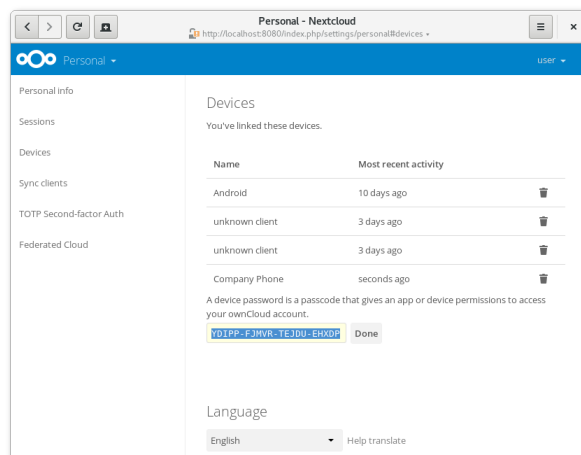 Personal - Nextcloud
http://localhost:8080/index.php/settings/personal#devices
Personal
user
Personal info
Sessions
Devices
Sync clients
TOTP Second-factor Auth
Federated Cloud
Devices
You've linked these devices.
Name Most recent activity
Android 10 days ago
unknown client 3 days ago
unknown client 3 days ago
Company Phone seconds ago
A device password is a passcode that gives an app or device permissions to access
your ownCloud account.
YDIPP-FJMVR-TEJDU-EHXDP Done
Language
English Help translate